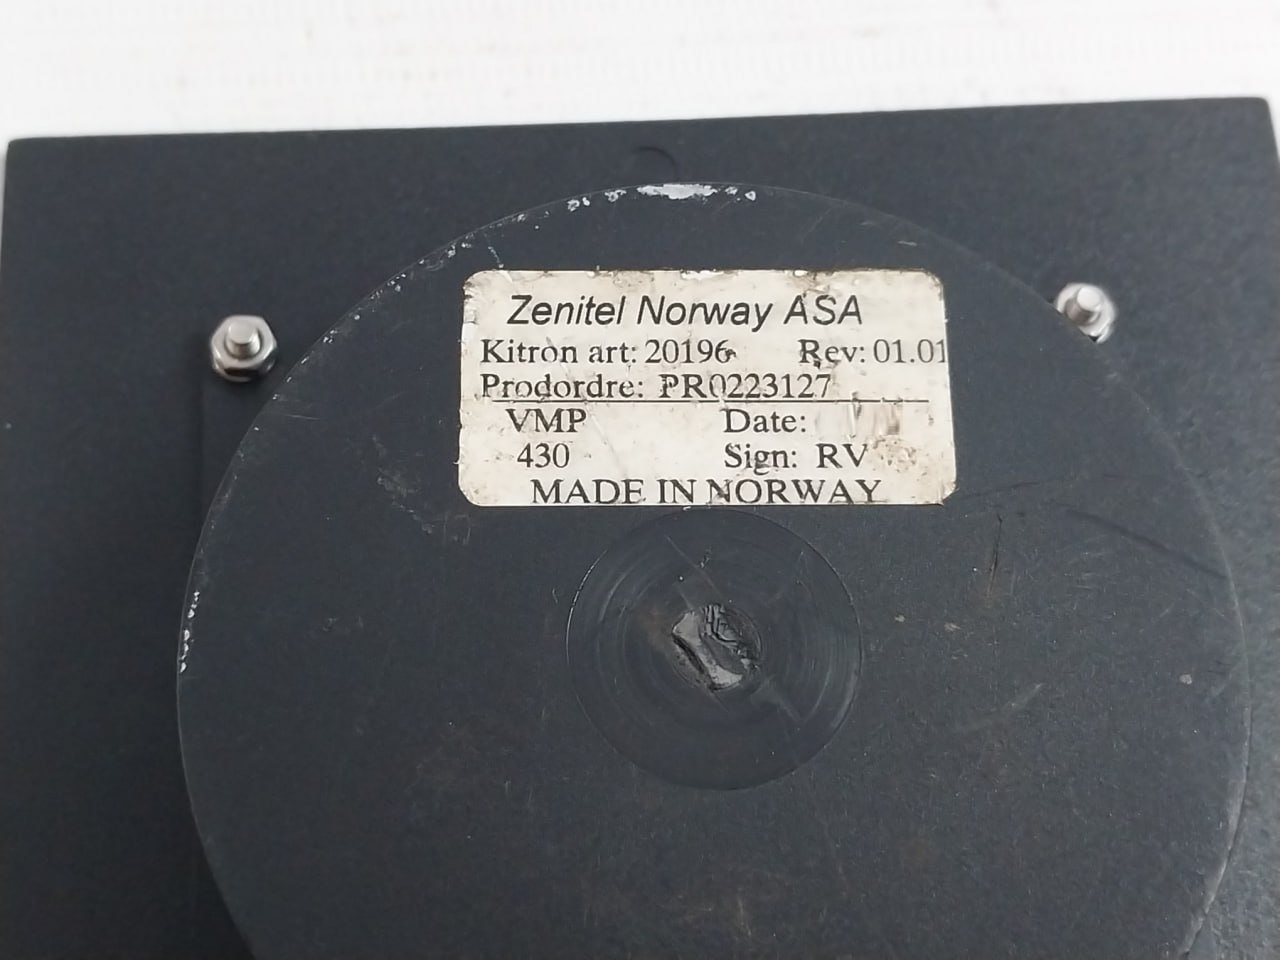 Zenitel Norway ASA
Kitron art: 20196 Rev: 01.01
Prodordre: PR0223127
VMP Date:
430 Sign: RV
MADE IN NORWAY